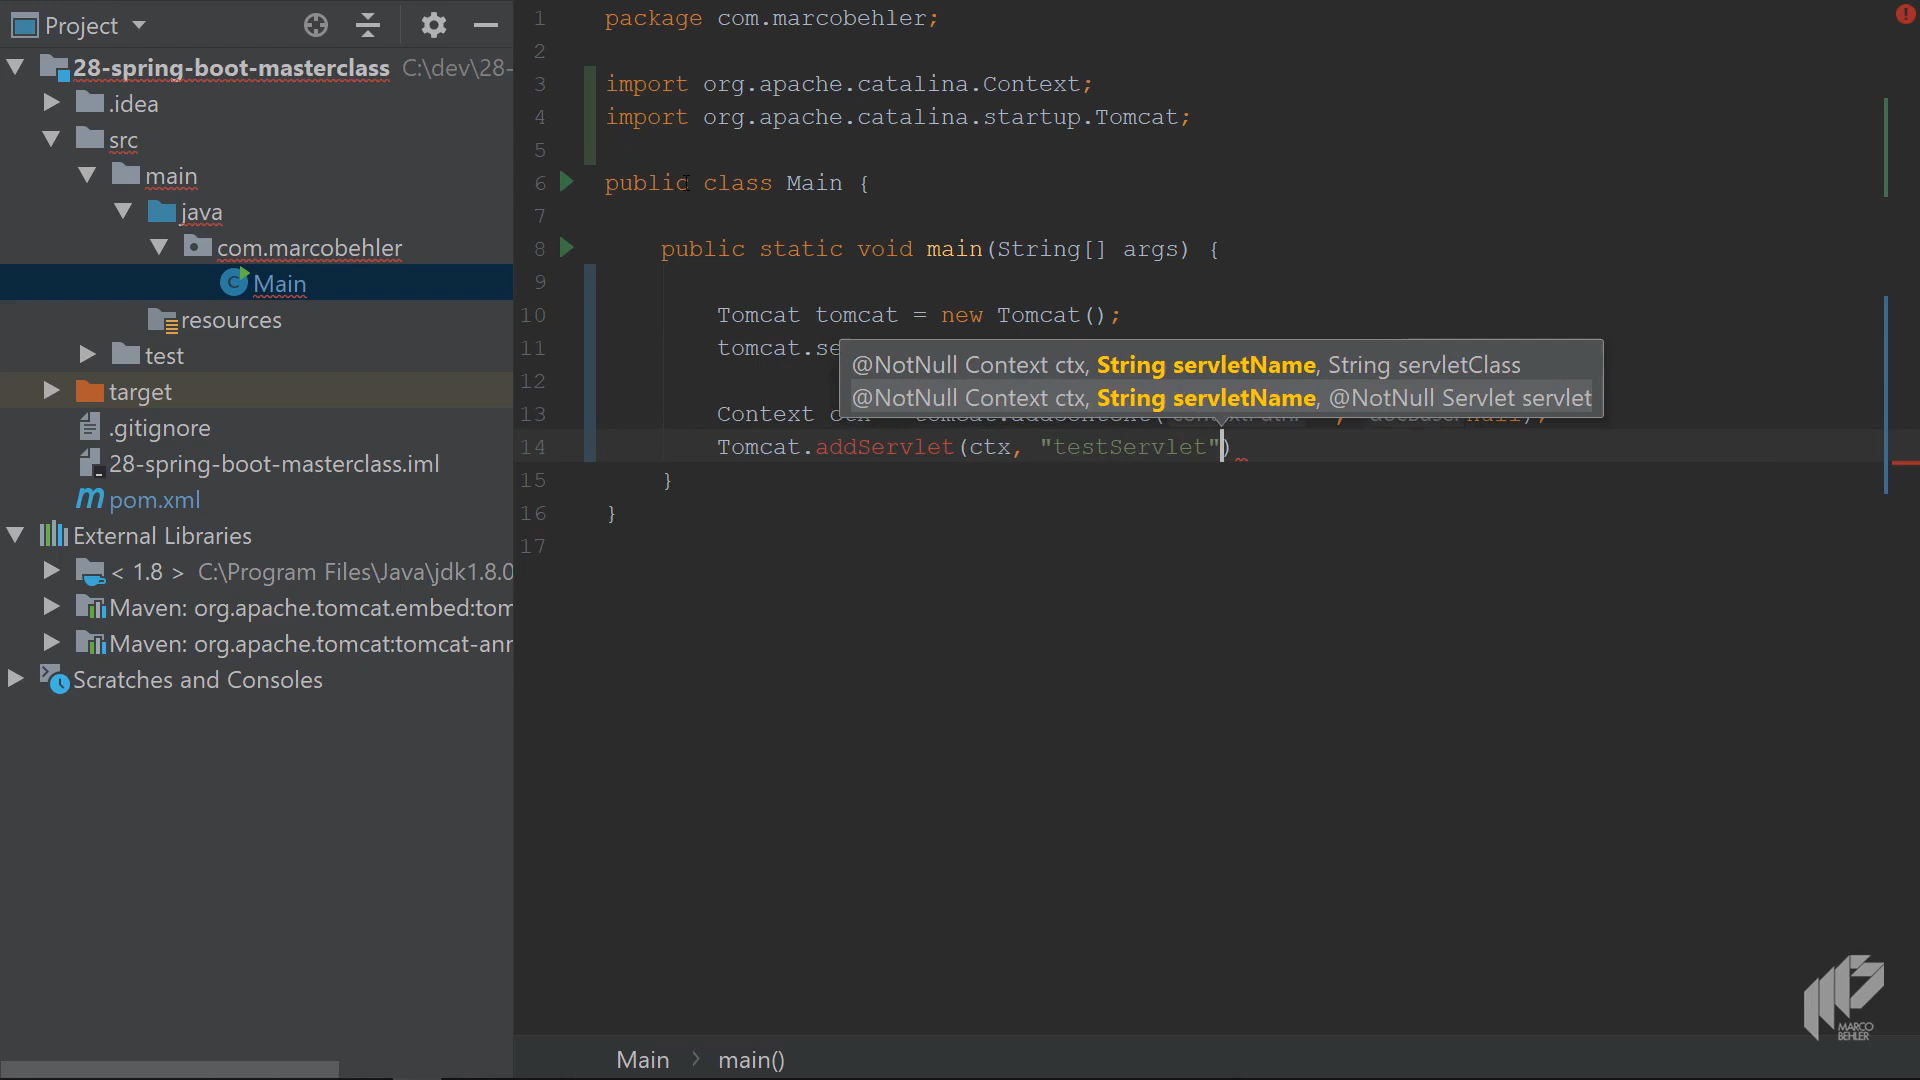 Project
28-spring-boot-masterclass C:\dev\28-
.idea
src
main
java
com.marcobehler
Main
resources
test
target
.gitignore
28-spring-boot-masterclass.iml
pom.xml
External Libraries
< 1.8 > C:\Program Files\Java\jdk1.8.0
Maven: org.apache.tomcat.embed:tom
Maven: org.apache.tomcat:tomcat-anr
Scratches and Consoles
1 package com.marcobehler;
2
3 import org.apache.catalina.Context;
4 import org.apache.catalina.startup.Tomcat;
5
6 public class Main {
7
8 public static void main(String[] args) {
9
10 Tomcat tomcat = new Tomcat();
11 tomcat.se
@NotNull Context ctx, String servletName, String servletClass
@NotNull Context ctx, String servletName, @NotNull Servlet servlet
12
13 Context
14 Tomcat.addServlet(ctx, "testServlet")
15 }
16 }
17
Main > main()
MARCO
BEHLER